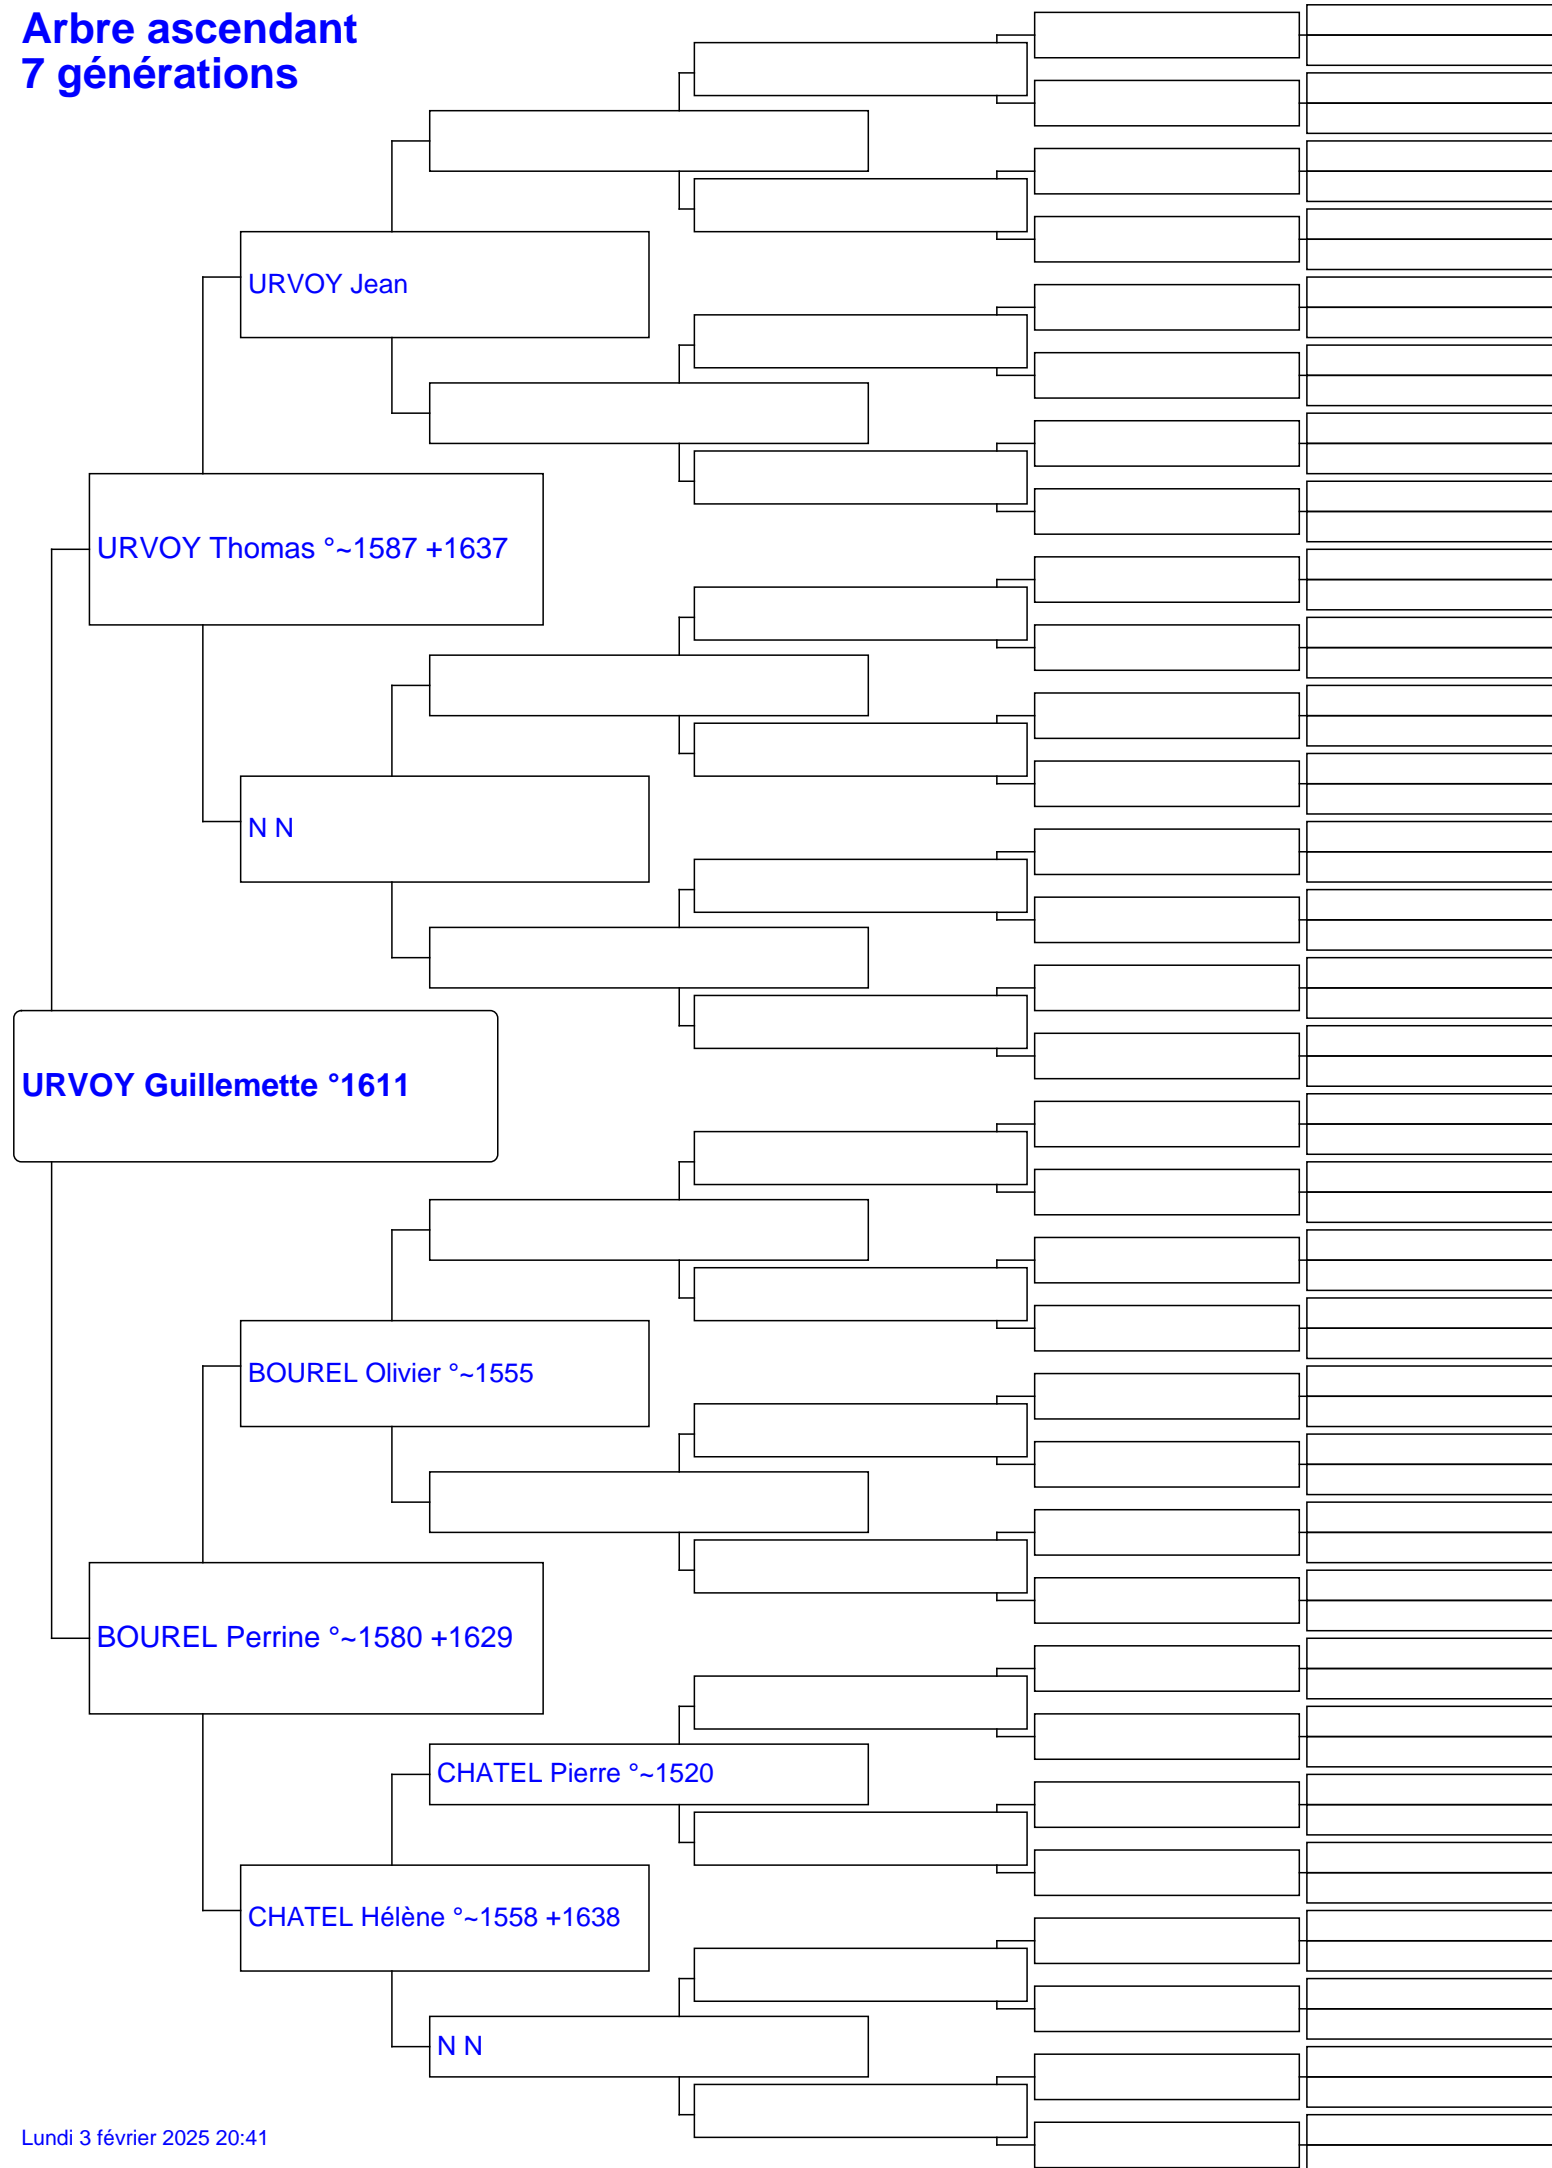 Arbre ascendant
7 générations
URVOY Jean
URVOY Thomas °~1587 +1637
N N
URVOY Guillemette °1611
BOUREL Olivier °~1555
BOUREL Perrine °~1580 +1629
CHATEL Pierre °~1520
CHATEL Hélène °~1558 +1638
N N
Lundi 3 février 2025 20:41